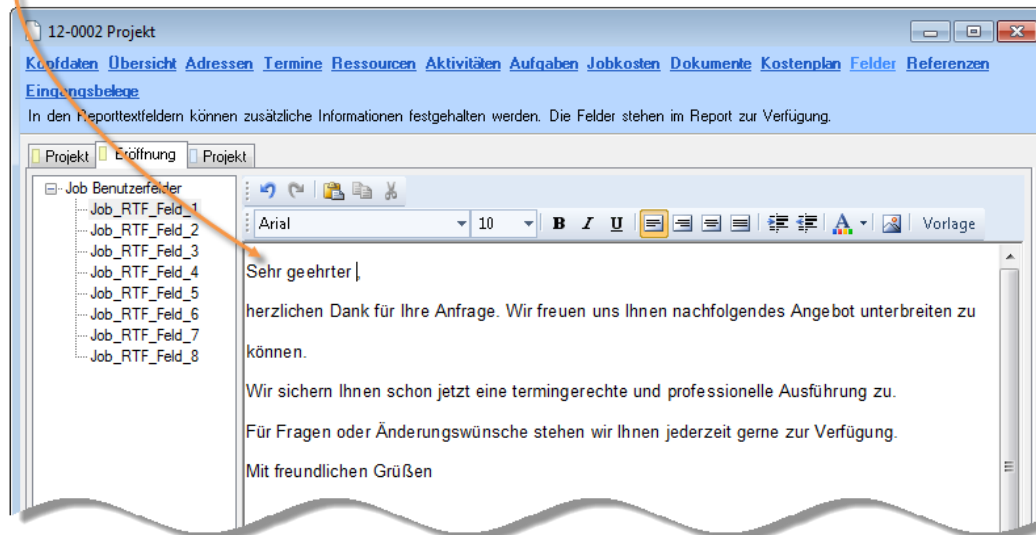 12-0002 Projekt
Kopfdaten Übersicht Adressen Termine Ressourcen Aktivitäten Aufgaben Jobkosten Dokumente Kostenplan Felder Referenzen
Eingangsbelege
In den Reporttextfeldern können zusätzliche Informationen festgehalten werden. Die Felder stehen im Report zur Verfügung.
Projekt Eröffnung Projekt
Job Benutzerfelder
Job_RTF_Feld_1
Job_RTF_Feld_2
Job_RTF_Feld_3
Job_RTF_Feld_4
Job_RTF_Feld_5
Job_RTF_Feld_6
Job_RTF_Feld_7
Job_RTF_Feld_8
Arial 10 B I U A Vorlage
Sehr geehrter ,
herzlichen Dank für Ihre Anfrage. Wir freuen uns Ihnen nachfolgendes Angebot unterbreiten zu
können.
Wir sichern Ihnen schon jetzt eine termingerechte und professionelle Ausführung zu.
Für Fragen oder Änderungswünsche stehen wir Ihnen jederzeit gerne zur Verfügung.
Mit freundlichen Grüßen